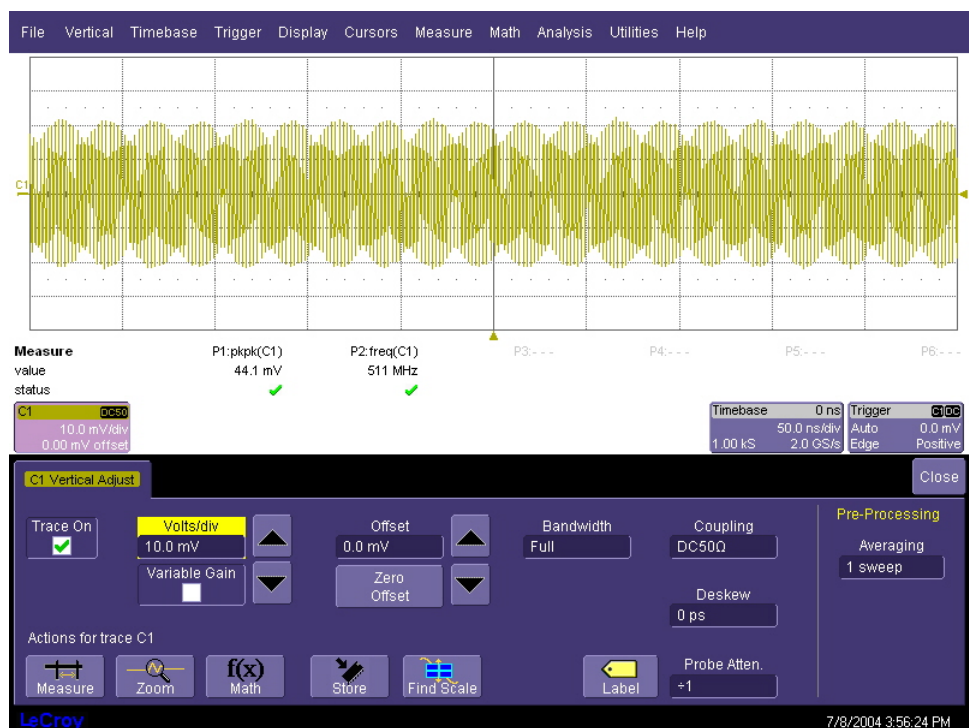 File Vertical Timebase Trigger Display Cursors Measure Math Analysis Utilities Help
C1
Measure P1:pkpk(C1) P2:freq(C1) P3:--- P4:--- P5:--- P6:---
value 44.1 mV 511 MHz
status
C1 DC50
10.0 mV/div
0.00 mV offset
Timebase 0 ns
50.0 ns/div
1.00 kS 2.0 GS/s
Trigger C1 DC
Auto 0.0 mV
Edge Positive
C1 Vertical Adjust
Close
Trace On
Volts/div
10.0 mV
Variable Gain
Offset
0.0 mV
Zero
Offset
Bandwidth
Full
Coupling
DC50Ω
Deskew
0 ps
Pre-Processing
Averaging
1 sweep
Actions for trace C1
Measure
Zoom
f(x)
Math
Store
Find Scale
Label
Probe Atten.
÷1
LeCroy
7/8/2004 3:56:24 PM